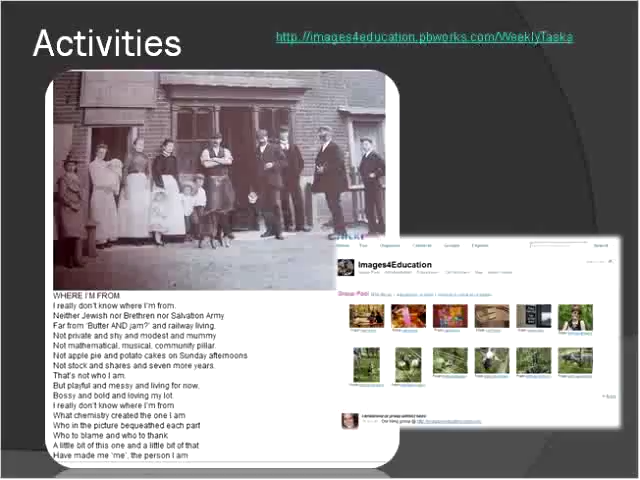 Activities
http://images4education.pbworks.com/WeeklyTasks
WHERE I'M FROM
I really don't know where I'm from.
Neither Jewish nor Brethren nor Salvation Army
Far from 'Butter AND jam?' and railway living.
Not private and shy and modest and mummy
Not mathematical, musical, community pillar.
Not apple pie and potato cakes on Sunday afternoons
Not stock and shares and seven more years.
That's not who I am.
But playful and messy and living for now.
Bossy and bold and loving my lot
I really don't know where I'm from
What chemistry created the one I am
Who in the picture bequeathed each part
Who to blame and who to thank
A little bit of this one and a little bit of that
Have made me 'me', the person I am
Images4Education
Group Pool